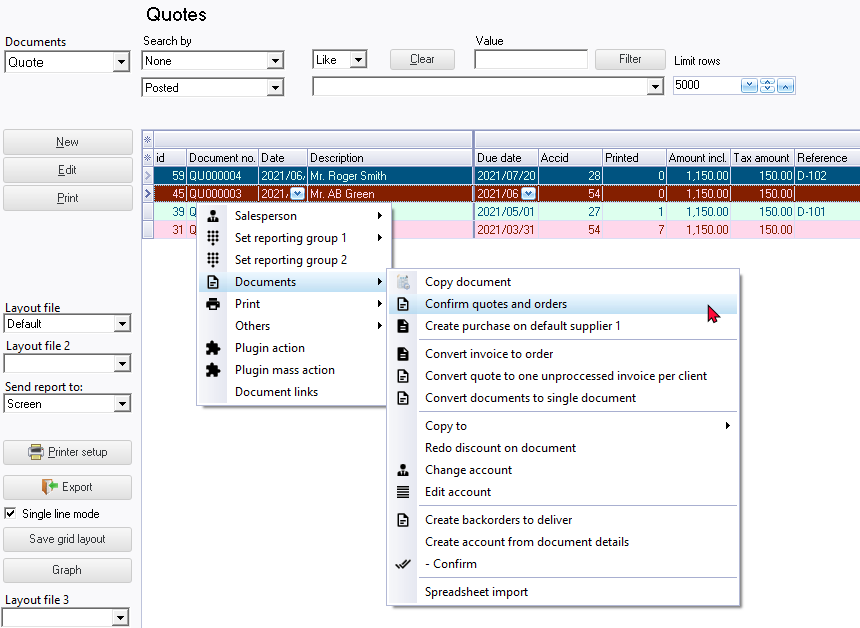 Quotes
Documents
Quote
Search by
None
Like
Clear
Value
Filter
Limit rows
Posted
5000
New
Edit
Print
id Document no. Date Description Due date Accid Printed Amount incl. Tax amount Reference
59 QU000004 2021/06/ Mr. Roger Smith 2021/07/20 28 0 1,150.00 150.00 D-102
45 QU000003 2021/ Mr. AB Green 2021/06 54 0 1,150.00 150.00
39 2021/05/01 27 1 1,150.00 150.00 D-101
31 2021/03/31 54 7 1,150.00 150.00
Salesperson
Set reporting group 1
Set reporting group 2
Documents
Print
Others
Plugin action
Plugin mass action
Document links
Copy document
Confirm quotes and orders
Create purchase on default supplier 1
Convert invoice to order
Convert quote to one unproccessed invoice per client
Convert documents to single document
Copy to
Redo discount on document
Change account
Edit account
Create backorders to deliver
Create account from document details
- Confirm
Spreadsheet import
Layout file
Default
Layout file 2
Send report to:
Screen
Printer setup
Export
Single line mode
Save grid layout
Graph
Layout file 3